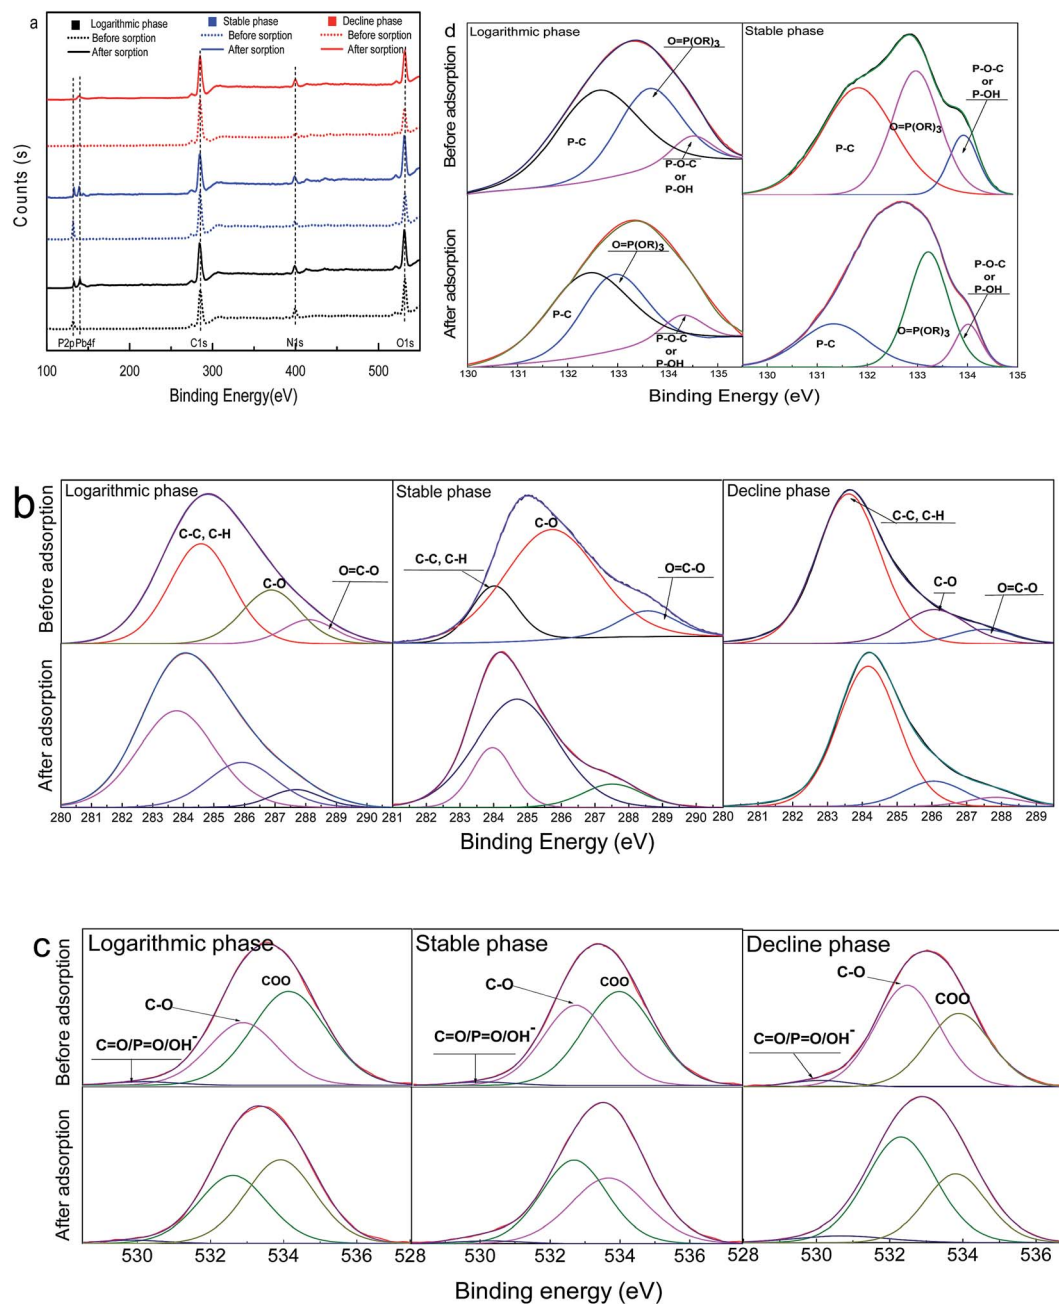 a
Logarithmic phase
Before sorption
After sorption
Stable phase
Before sorption
After sorption
Decline phase
Before sorption
After sorption
Counts (s)
P2p Pb4f C1s N1s O1s
100 200 300 400 500
Binding Energy(eV)
d
Logarithmic phase
Stable phase
Before adsorption
After adsorption
O=P(OR)3
P-C
P-O-C
or
P-OH
P-C
O=P(OR)3
P-O-C
or
P-OH
O=P(OR)3
P-C
P-O-C
or
P-OH
P-C
O=P(OR)3
P-O-C
or
P-OH
130 131 132 133 134 135 130 131 132 133 134 135
Binding Energy (eV)
b
Logarithmic phase
Stable phase
Decline phase
Before adsorption
After adsorption
C-C, C-H
C-O
O=C-O
C-C, C-H
C-O
O=C-O
C-C, C-H
C-O
O=C-O
280 281 282 283 284 285 286 287 288 289 290 281 282 283 284 285 286 287 288 289 290 280 281 282 283 284 285 286 287 288 289
Binding Energy (eV)
c
Logarithmic phase
Stable phase
Decline phase
Before adsorption
After adsorption
C=O/P=O/OH-
C-O
COO
C=O/P=O/OH-
C-O
COO
C=O/P=O/OH-
C-O
COO
530 532 534 536 528 530 532 534 536 528 530 532 534 536
Binding energy (eV)